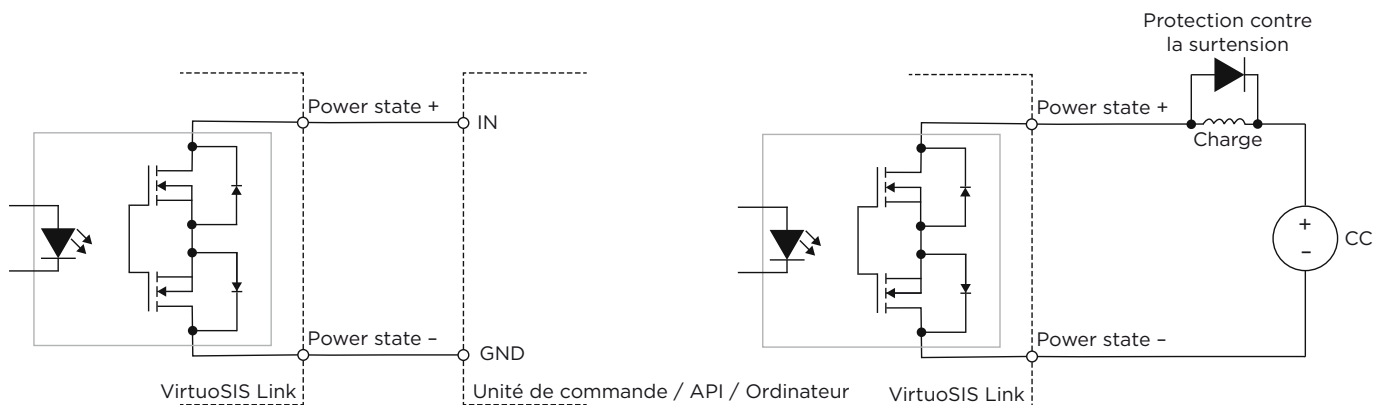 Protection contre
la surtension
Power state +
IN
Power state +
Charge
+
–
CC
Power state –
GND
Power state –
VirtuoSIS Link
Unité de commande / API / Ordinateur
VirtuoSIS Link